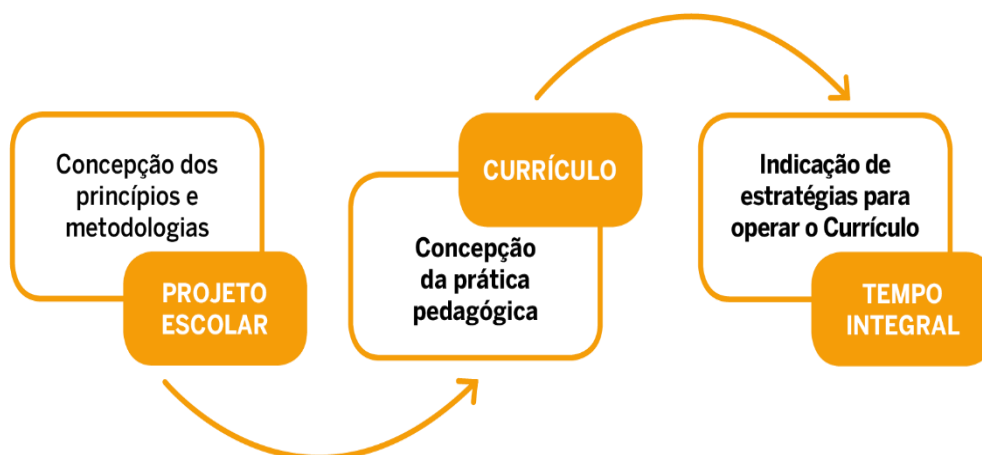 Concepção dos
princípios e
metodologias
PROJETO
ESCOLAR
CURRÍCULO
Concepção
da prática
pedagógica
Indicação de
estratégias para
operar o Currículo
TEMPO
INTEGRAL